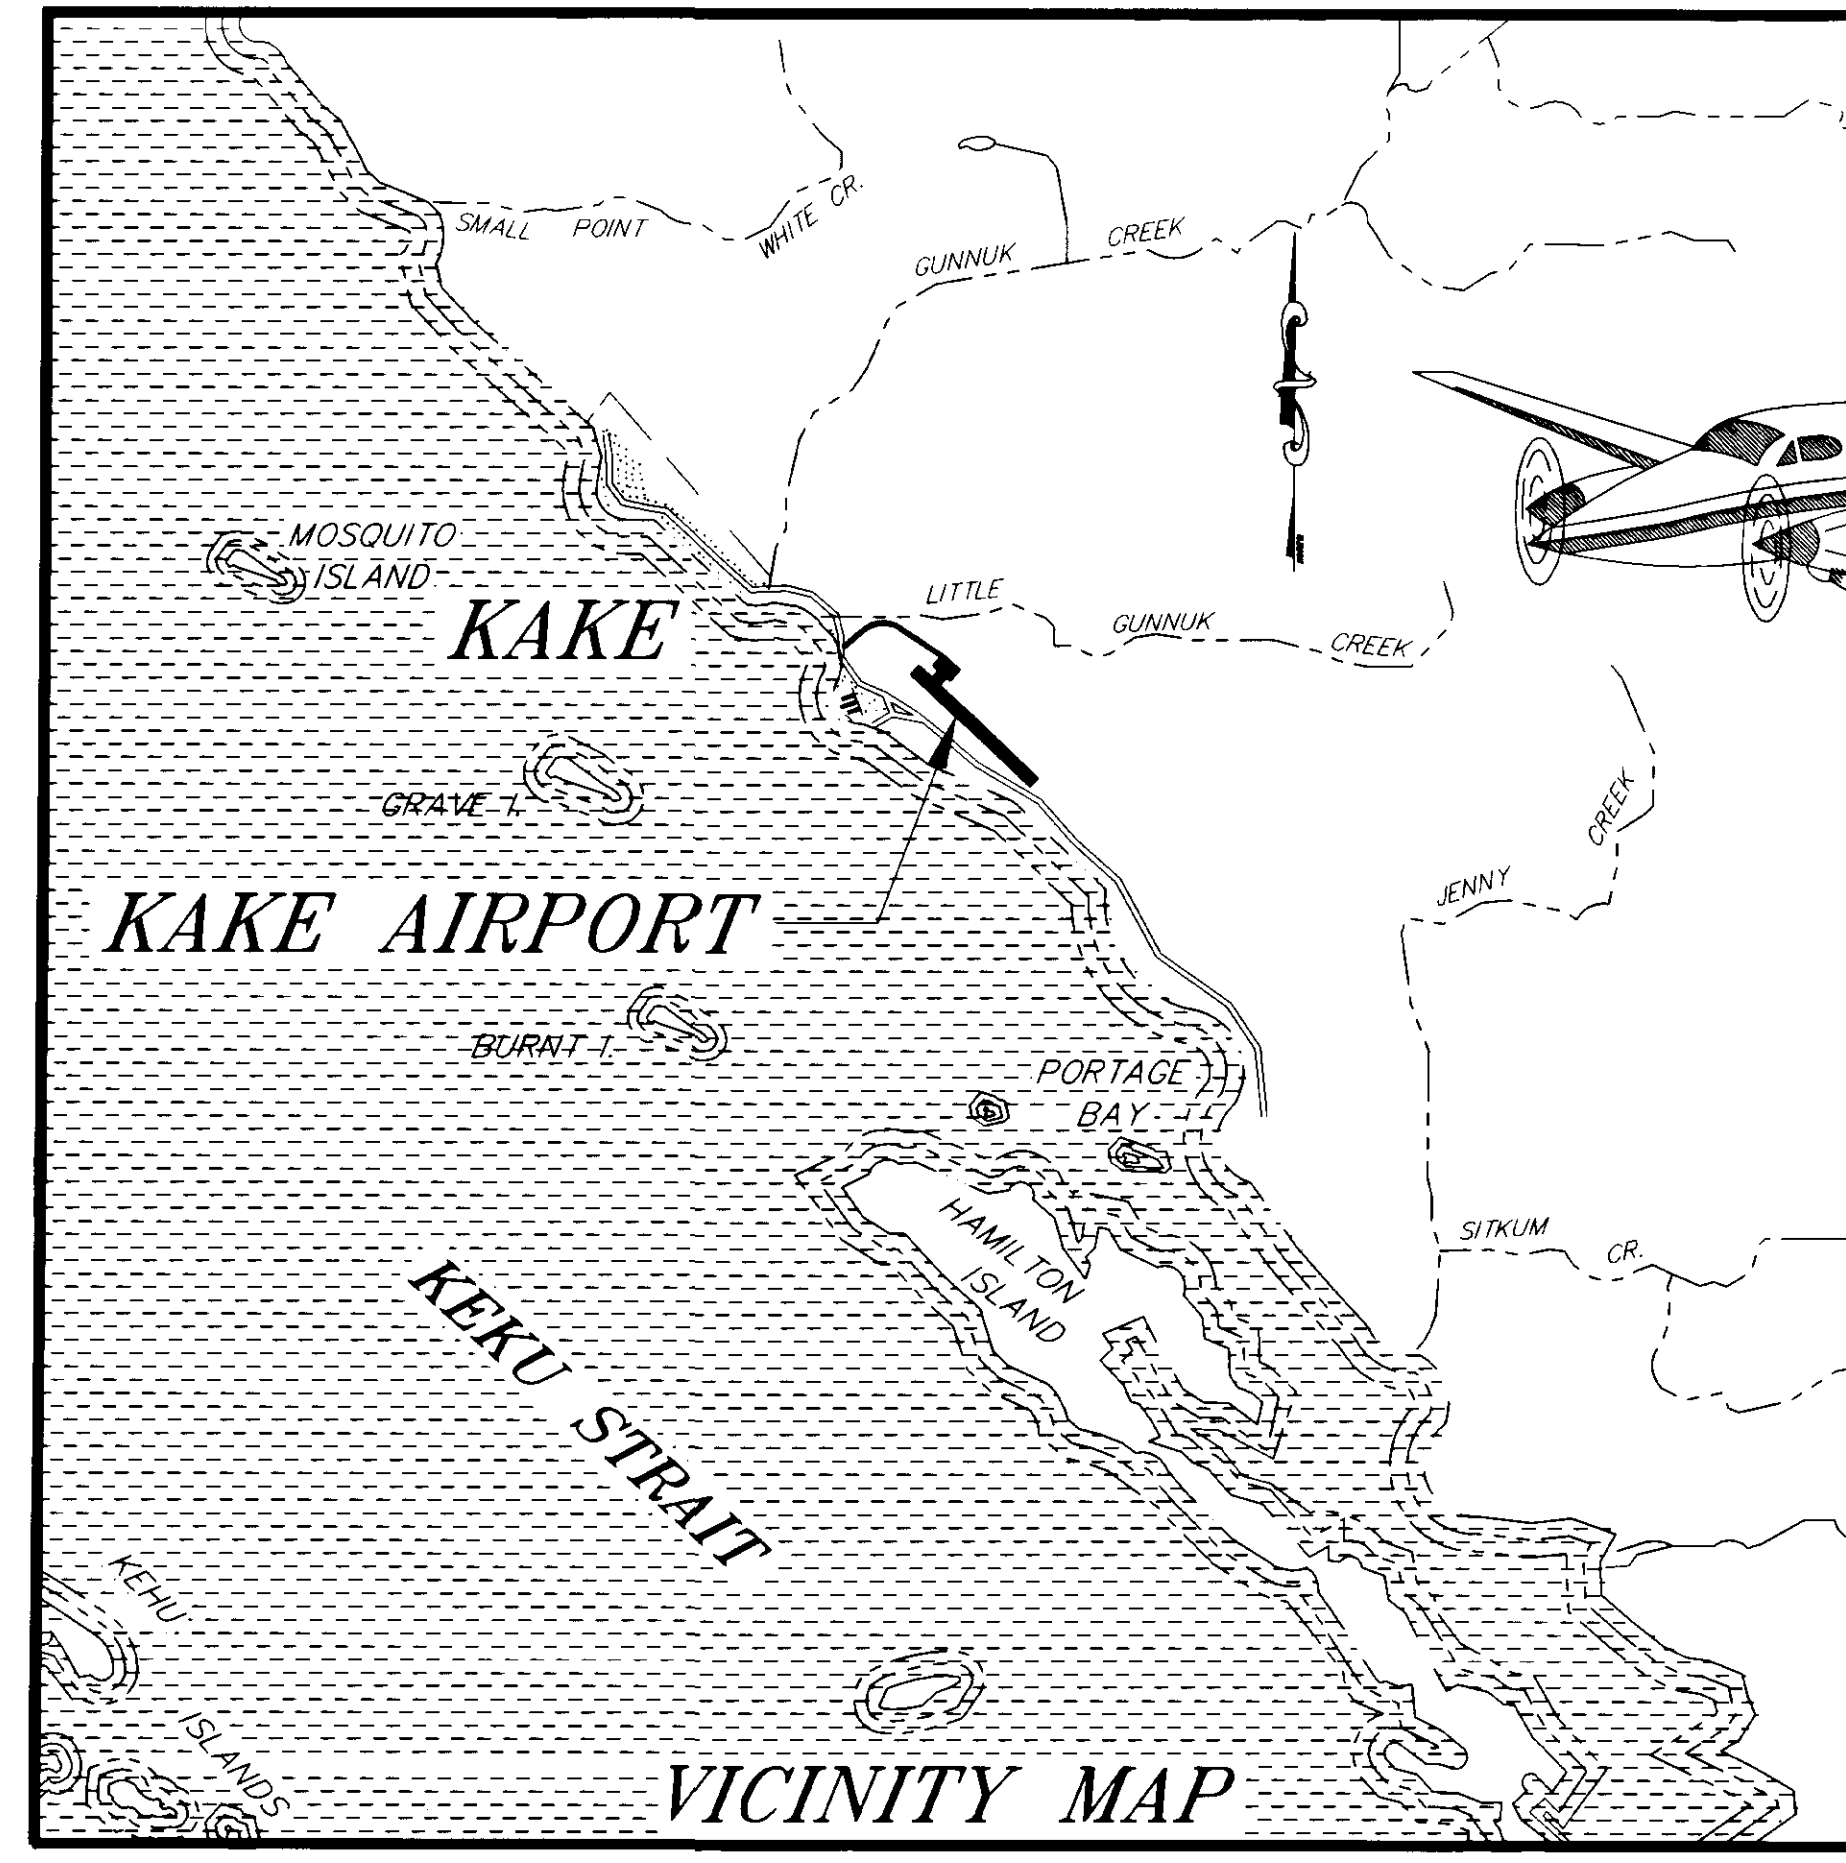 SMALL POINT
WHITE CR.
GUNNUK CREEK
MOSQUITO
ISLAND
KAKE
LITTLE GUNNUK CREEK
GRAVE I.
JENNY CREEK
KAKE AIRPORT
BURNT I.
PORTAGE
BAY
HAMILTON
ISLAND
SITKUM CR.
KEKU STRAIT
KEHU
ISLANDS
VICINITY MAP